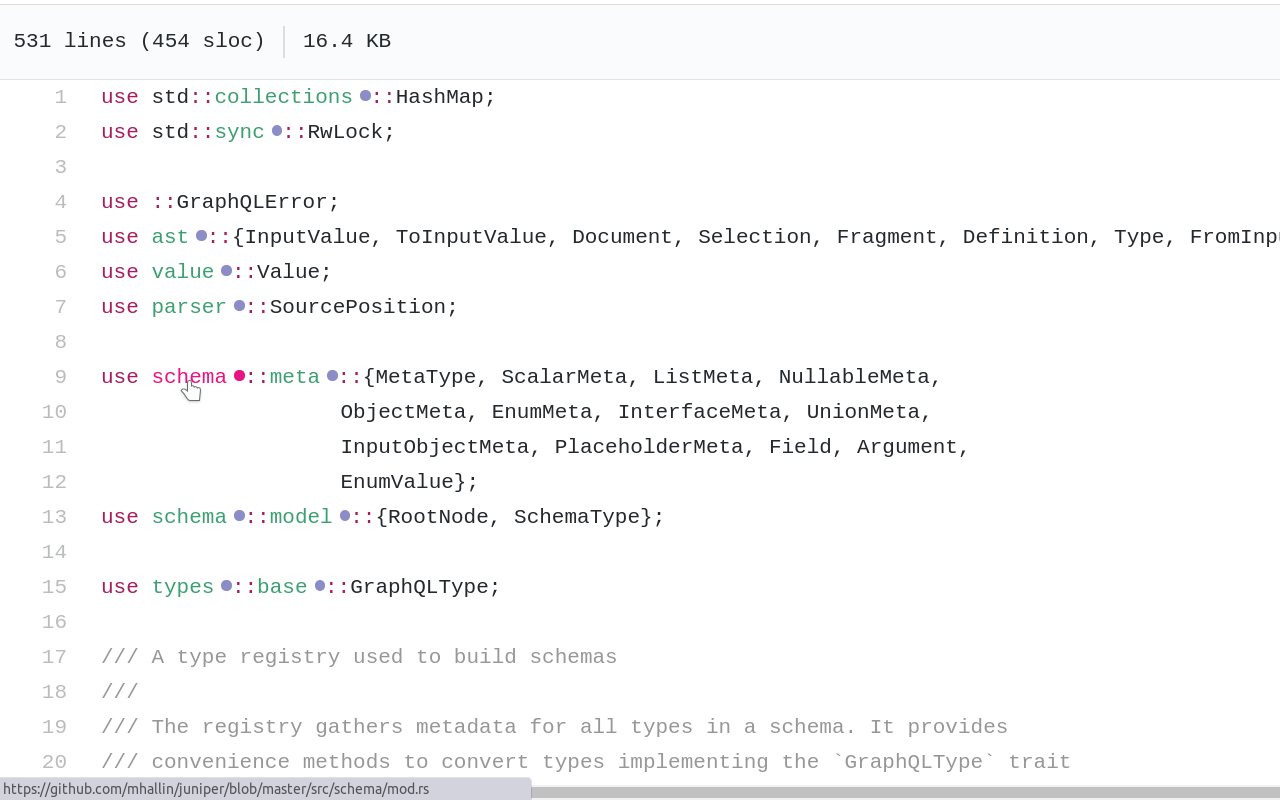 531 lines (454 sloc) 16.4 KB
1 use std::collections ::HashMap;
2 use std::sync ::RwLock;
3
4 use ::GraphQLError;
5 use ast ::{InputValue, ToInputValue, Document, Selection, Fragment, Definition, Type, FromInpu
6 use value ::Value;
7 use parser ::SourcePosition;
8
9 use schema ::meta ::{MetaType, ScalarMeta, ListMeta, NullableMeta,
10 ObjectMeta, EnumMeta, InterfaceMeta, UnionMeta,
11 InputObjectMeta, PlaceholderMeta, Field, Argument,
12 EnumValue};
13 use schema ::model ::{RootNode, SchemaType};
14
15 use types ::base ::GraphQLType;
16
17 /// A type registry used to build schemas
18 ///
19 /// The registry gathers metadata for all types in a schema. It provides
20 /// convenience methods to convert types implementing the `GraphQLType` trait
https://github.com/mhallin/juniper/blob/master/src/schema/mod.rs